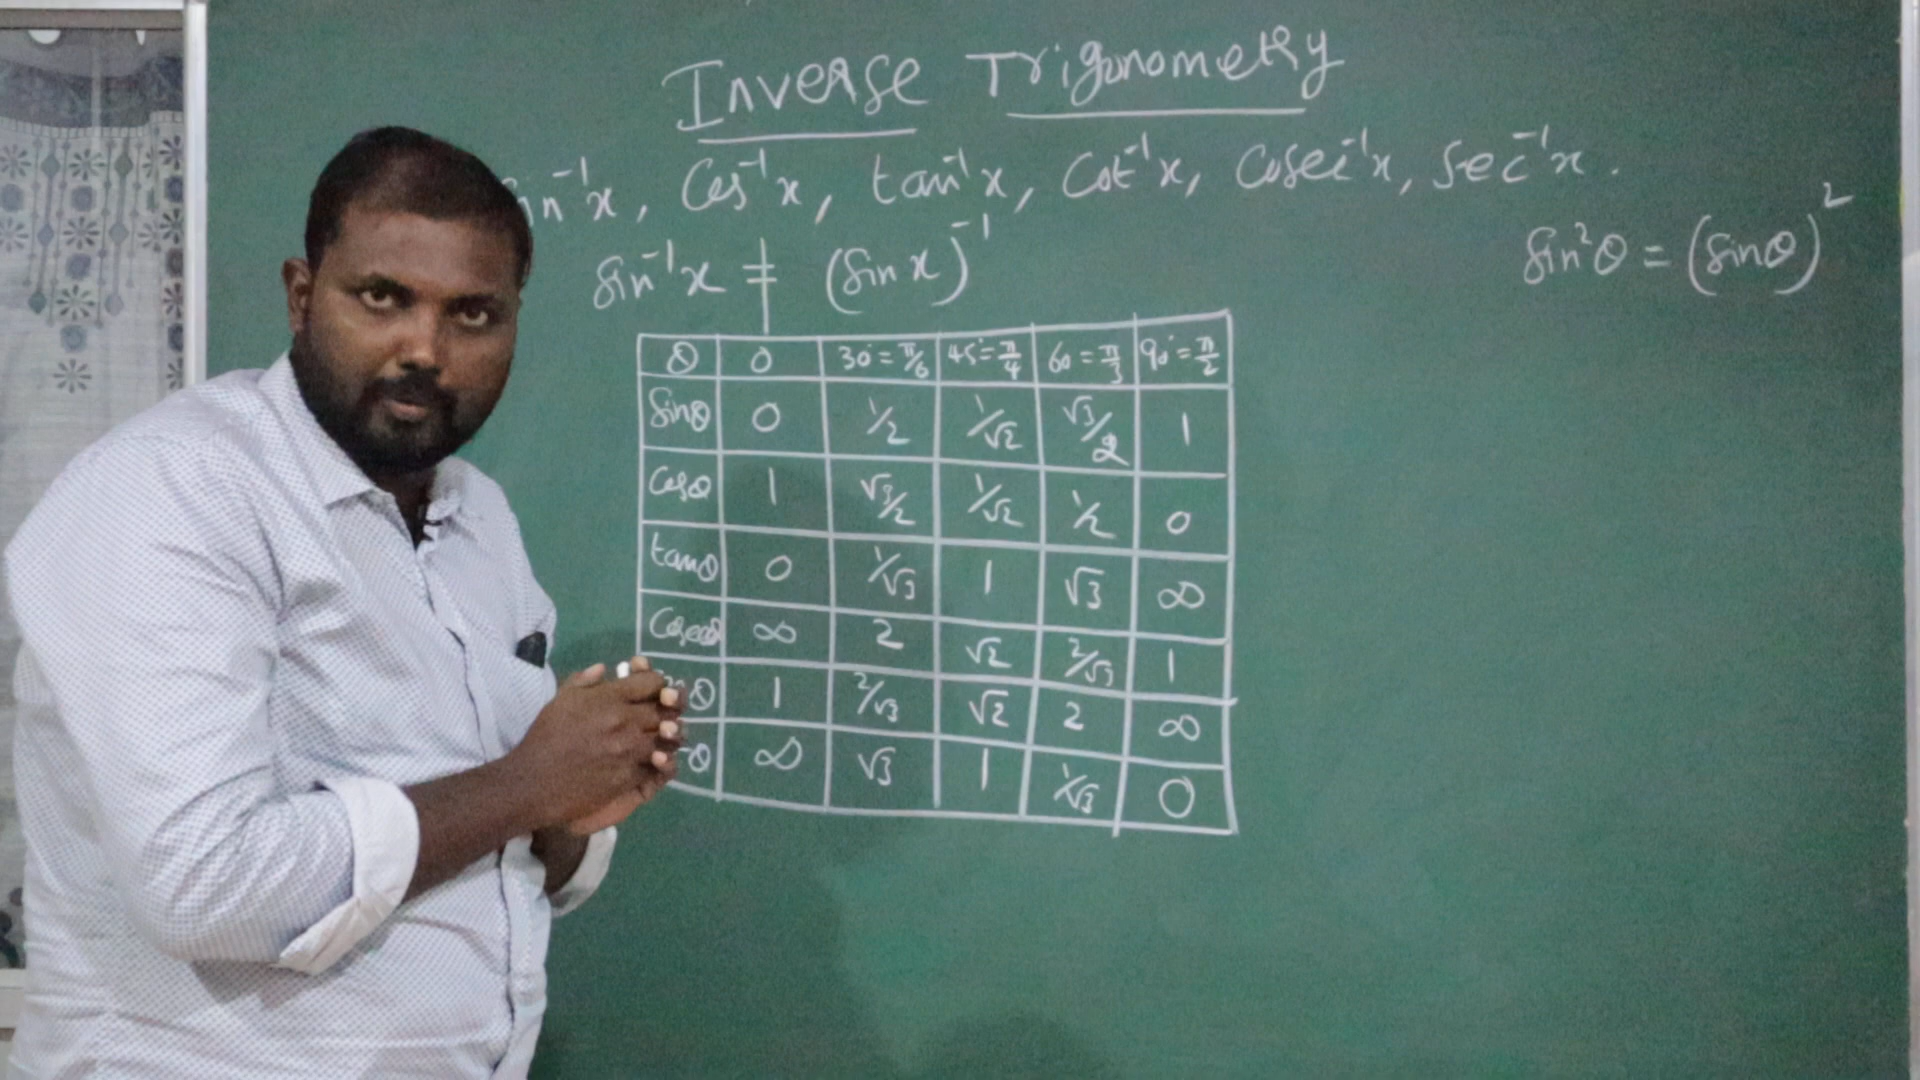 Inverse Trigonometry
in⁻¹x, Cos⁻¹x, tan⁻¹x, Cot⁻¹x, Cosec⁻¹x, Sec⁻¹x.
Sin⁻¹x ≠ (Sin x)⁻¹
Sin²θ = (Sinθ)²
θ 0 30° = π/6 45° = π/4 60 = π/3 90° = π/2
Sinθ 0 1/2 1/√2 √3/2 1
Cosθ 1 √3/2 1/√2 1/2 0
tanθ 0 1/√3 1 √3 ∞
Cosecθ ∞ 2 √2 2/√3 1
θ 1 2/√3 √2 2 ∞
θ ∞ √3 1 1/√3 0